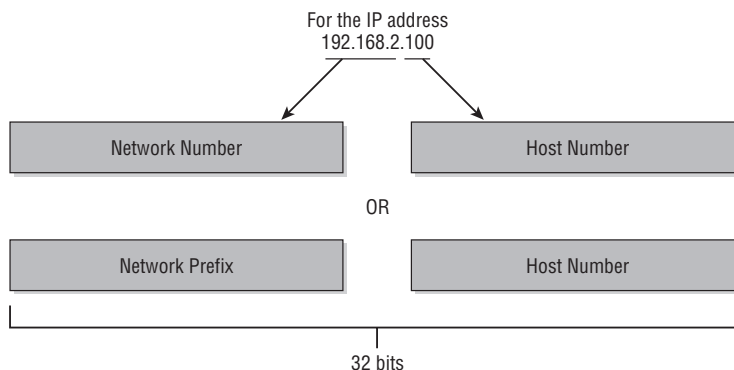 For the IP address
192.168.2.100
Network Number
Host Number
OR
Network Prefix
Host Number
32 bits